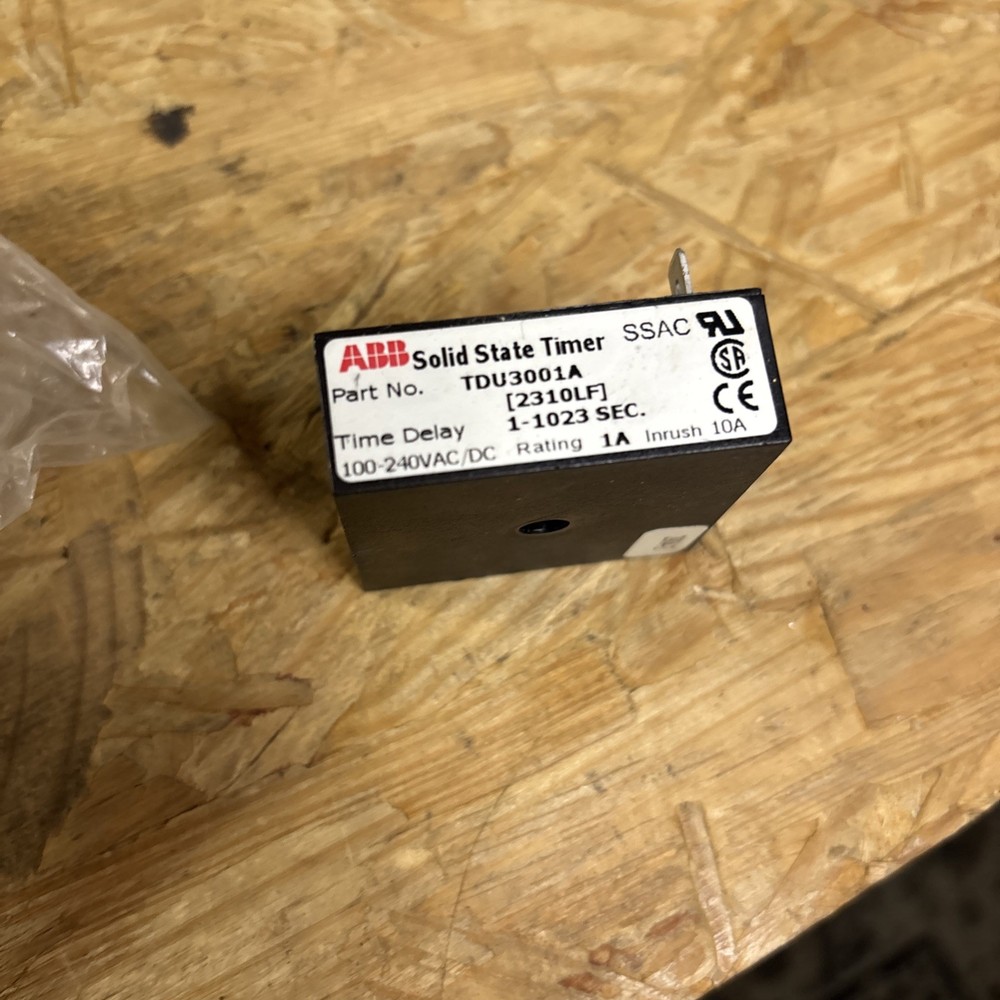 ABB Solid State Timer SSAC
Part No. TDU3001A
[2310LF]
Time Delay 1-1023 SEC.
100-240VAC/DC Rating 1A Inrush 10A